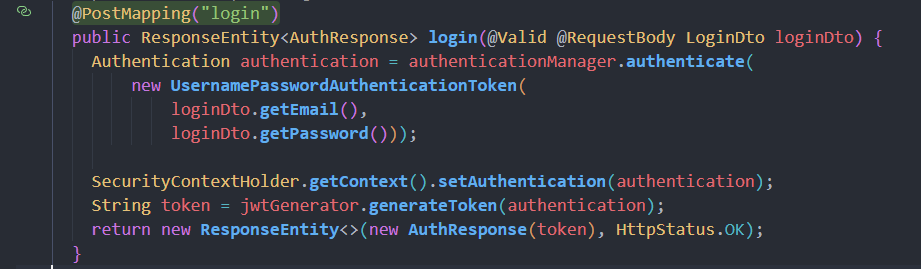 @PostMapping("login")
public ResponseEntity<AuthResponse> login(@Valid @RequestBody LoginDto loginDto) {
Authentication authentication = authenticationManager.authenticate(
new UsernamePasswordAuthenticationToken(
loginDto.getEmail(),
loginDto.getPassword()));
SecurityContextHolder.getContext().setAuthentication(authentication);
String token = jwtGenerator.generateToken(authentication);
return new ResponseEntity<>(new AuthResponse(token), HttpStatus.OK);
}